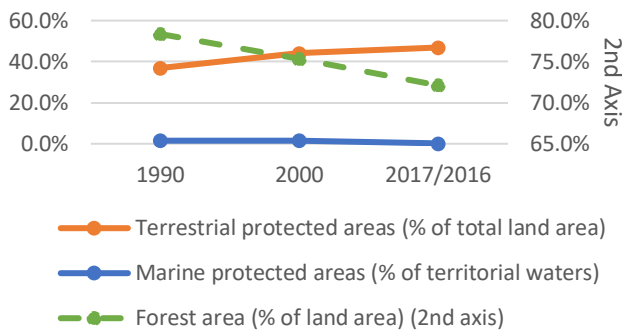 60.0%
40.0%
20.0%
0.0%
80.0%
75.0%
70.0%
65.0%
2nd Axis
1990 2000 2017/2016
Terrestrial protected areas (% of total land area)
Marine protected areas (% of territorial waters)
Forest area (% of land area) (2nd axis)